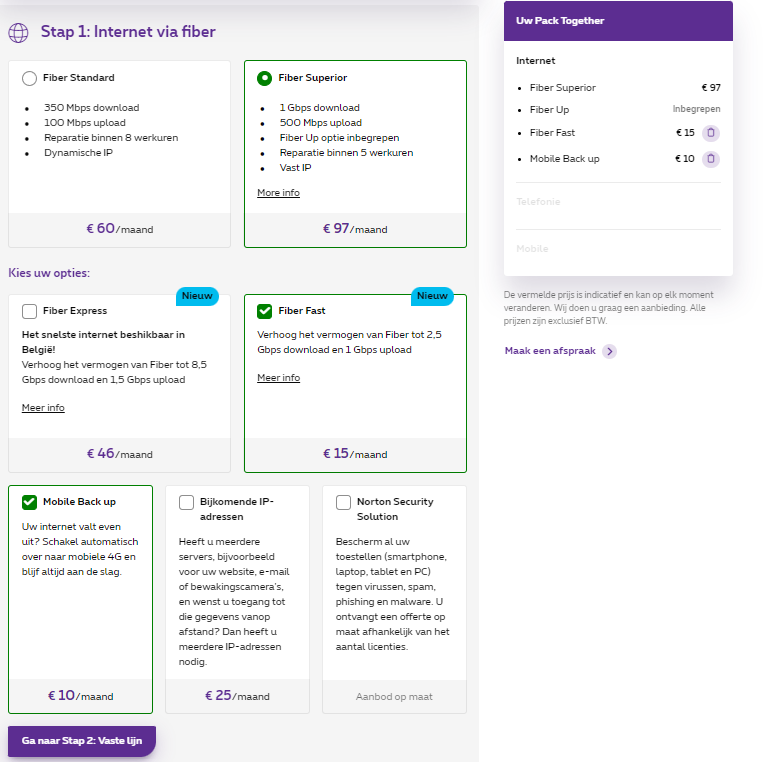 Stap 1: Internet via fiber
Fiber Standard
350 Mbps download
100 Mbps upload
Reparatie binnen 8 werkuren
Dynamische IP
€ 60/maand
Fiber Superior
1 Gbps download
500 Mbps upload
Fiber Up optie inbegrepen
Reparatie binnen 5 werkuren
Vast IP
More info
€ 97/maand
Kies uw opties:
Nieuw
Fiber Express
Het snelste internet beshikbaar in
België!
Verhoog het vermogen van Fiber tot 8,5
Gbps download en 1,5 Gbps upload
Meer info
€ 46/maand
Nieuw
Fiber Fast
Verhoog het vermogen van Fiber tot 2,5
Gbps download en 1 Gbps upload
Meer info
€ 15/maand
Mobile Back up
Uw internet valt even
uit? Schakel automatisch
over naar mobiele 4G en
blijf altijd aan de slag.
€ 10/maand
Bijkomende IP-
adressen
Heeft u meerdere
servers, bijvoorbeeld
voor uw website, e-mail
of bewakingscamera's,
en wenst u toegang tot
die gegevens vanop
afstand? Dan heeft u
meerdere IP-adressen
nodig.
€ 25/maand
Norton Security
Solution
Bescherm al uw
toestellen (smartphone,
laptop, tablet en PC)
tegen virussen, spam,
phishing en malware. U
ontvangt een offerte op
maat afhankelijk van het
aantal licenties.
Aanbod op maat
Ga naar Stap 2: Vaste lijn
Uw Pack Together
Internet
Fiber Superior € 97
Fiber Up Inbegrepen
Fiber Fast € 15
Mobile Back up € 10
Telefonie
Mobile
De vermelde prijs is indicatief en kan op elk moment
veranderen. Wij doen u graag een aanbieding. Alle
prijzen zijn exclusief BTW.
Maak een afspraak